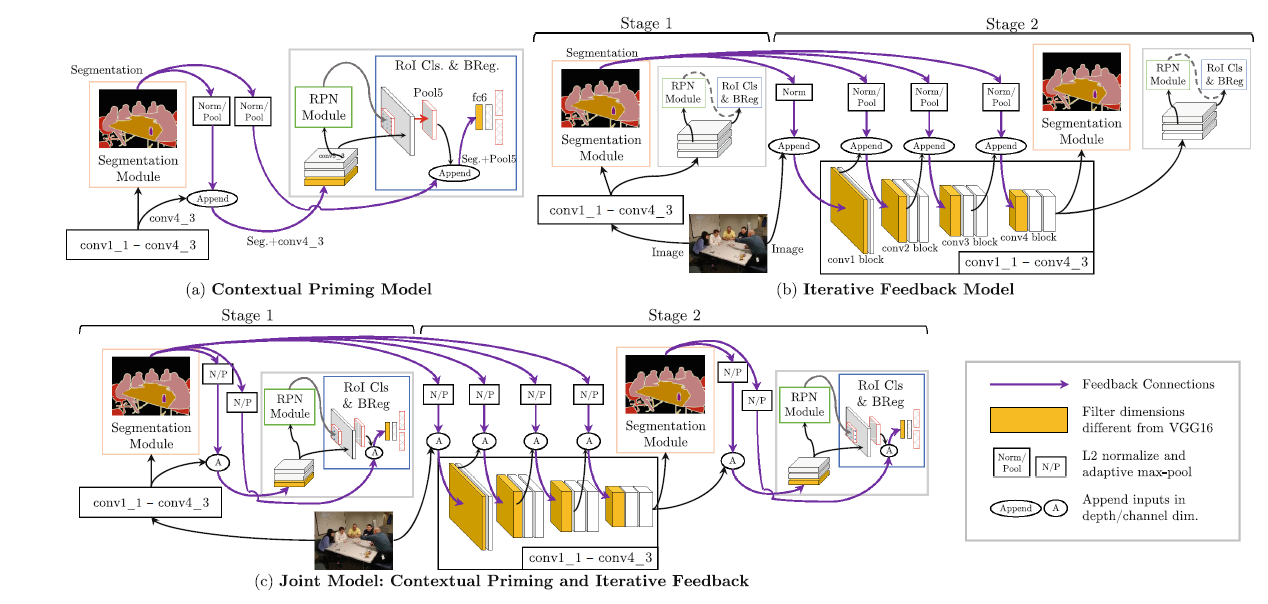 Segmentation
Norm/
Pool
Norm/
Pool
Segmentation
Module
Append
conv4_3
conv1_1 – conv4_3
Seg.+conv4_3
RPN
Module
conv5_3
RoI Cls. & BReg.
Pool5
fc6
Seg.+Pool5
Append
(a) Contextual Priming Model
Stage 1
Stage 2
Segmentation
Segmentation
Module
RPN
Module
RoI Cls
& BReg
conv1_1 – conv4_3
Image
Image
Norm
Norm/
Pool
Norm/
Pool
Norm/
Pool
Append
Append
Append
Append
conv1 block
conv2 block
conv3 block
conv4 block
conv1_1 – conv4_3
Segmentation
Module
RPN
Module
RoI Cls
& BReg
(b) Iterative Feedback Model
Stage 1
Stage 2
Segmentation
Module
N/P
N/P
A
conv1_1 – conv4_3
RPN
Module
RoI Cls
& BReg
A
N/P
N/P
N/P
N/P
A
A
A
A
conv1_1 – conv4_3
Segmentation
Module
N/P
N/P
A
RPN
Module
RoI Cls
& BReg
A
(c) Joint Model: Contextual Priming and Iterative Feedback
Feedback Connections
Filter dimensions
different from VGG16
Norm/
Pool
N/P
L2 normalize and
adaptive max-pool
Append
A
Append inputs in
depth/channel dim.